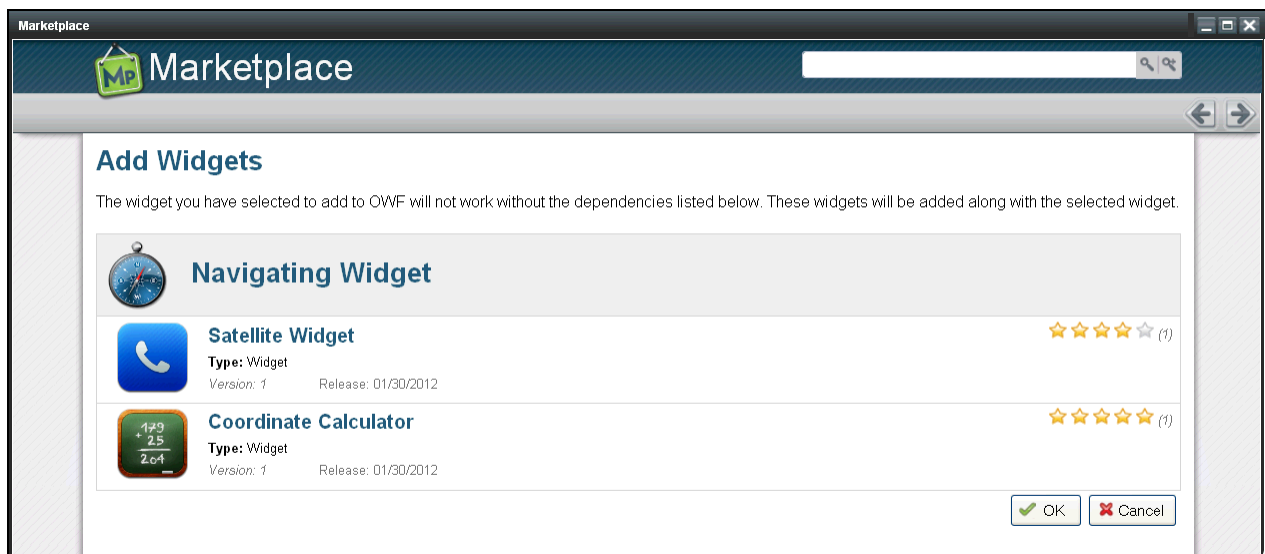 Marketplace
MP Marketplace
Add Widgets
The widget you have selected to add to OWF will not work without the dependencies listed below. These widgets will be added along with the selected widget.
Navigating Widget
Satellite Widget
(1)
Type: Widget
Version: 1 Release: 01/30/2012
179
+ 25
204
Coordinate Calculator
(1)
Type: Widget
Version: 1 Release: 01/30/2012
OK Cancel